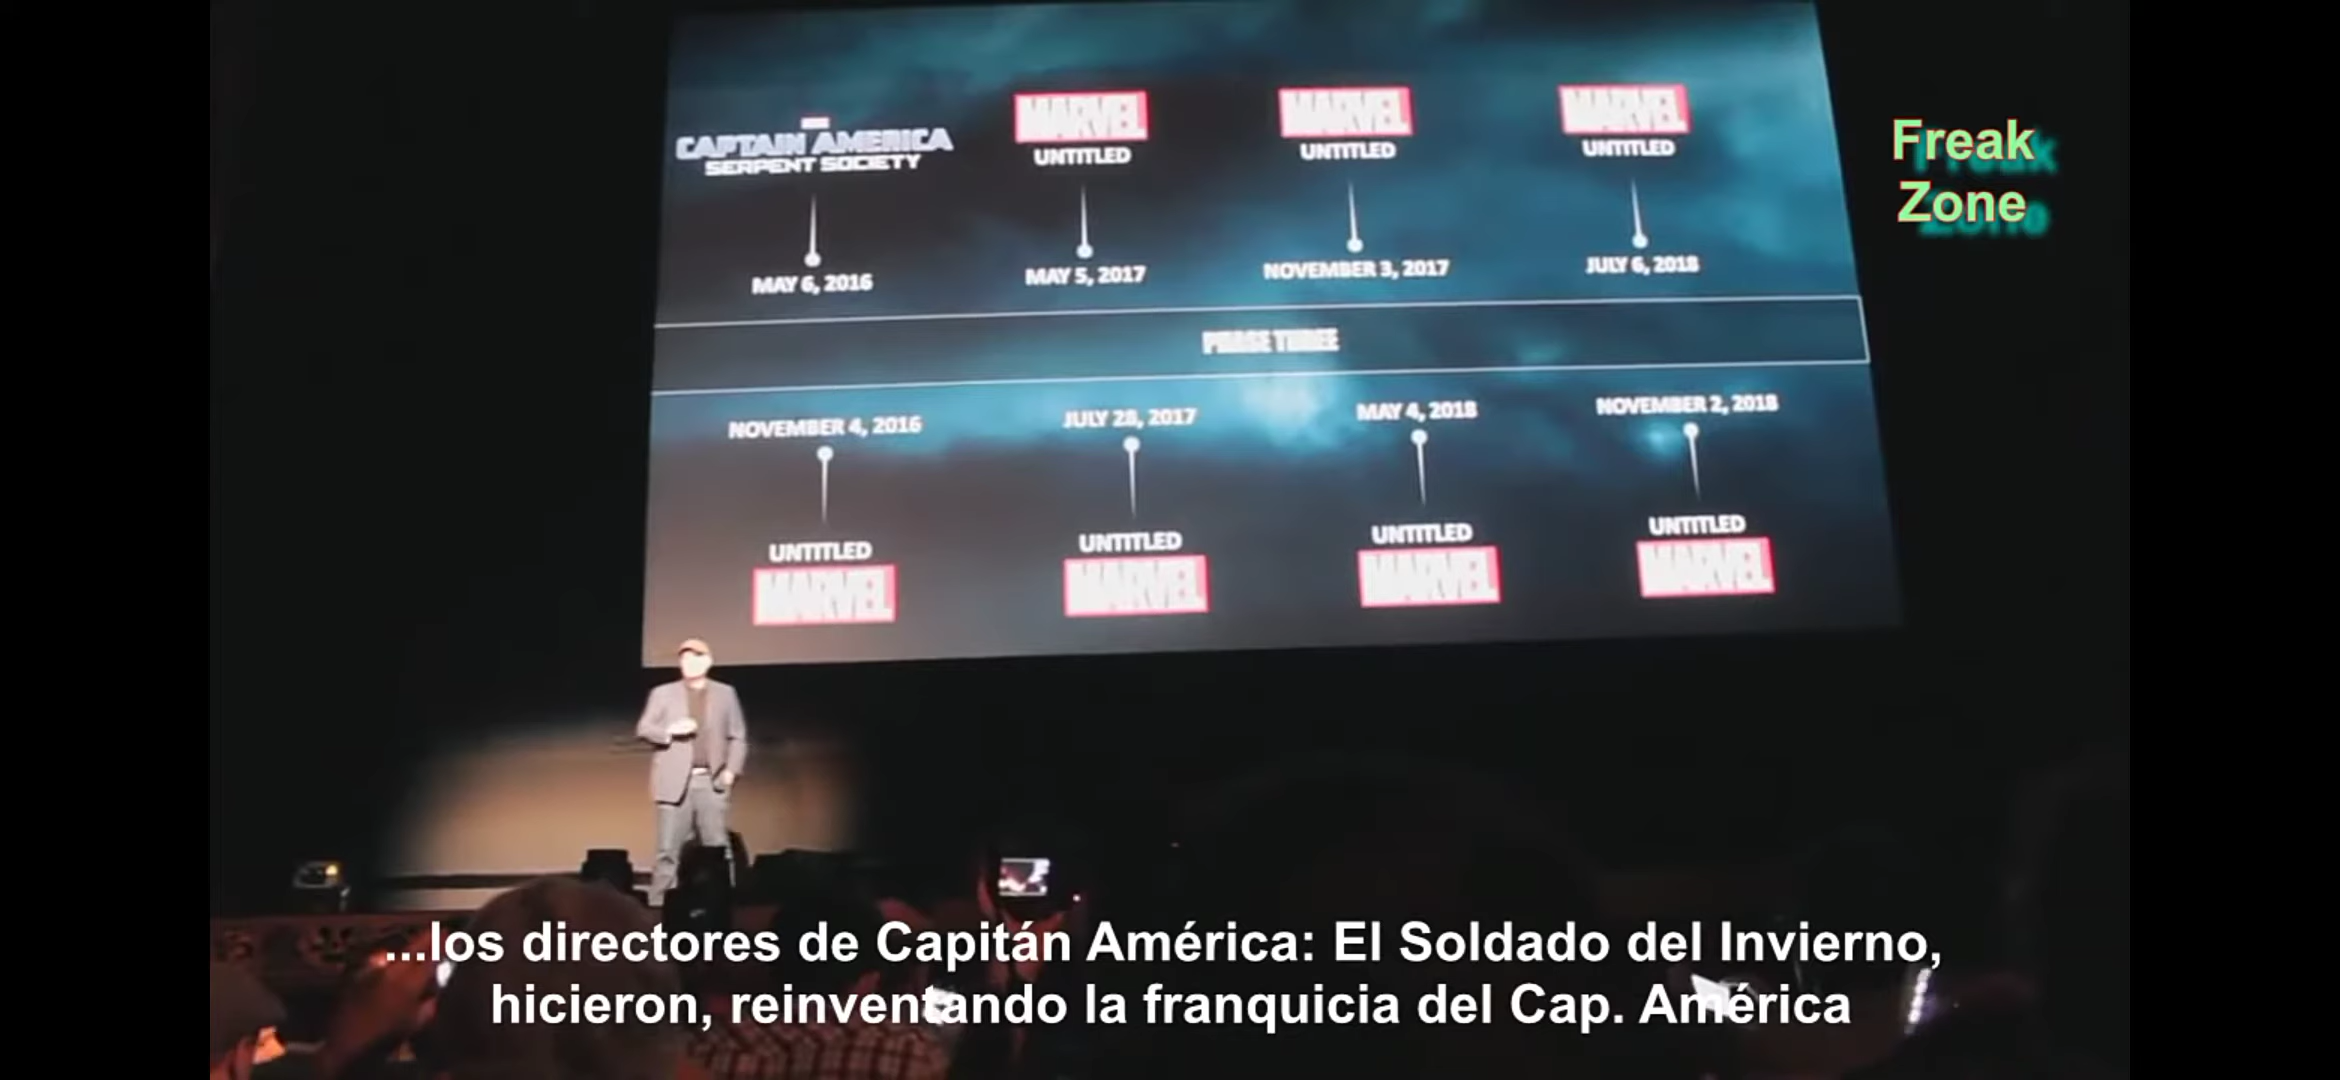 CAPTAIN AMERICA
SERPENT SOCIETY
MAY 6, 2016
MARVEL
UNTITLED
MAY 5, 2017
MARVEL
UNTITLED
NOVEMBER 3, 2017
MARVEL
UNTITLED
JULY 6, 2018
Freak
Zone
PHASE THREE
NOVEMBER 4, 2016
UNTITLED
MARVEL
JULY 28, 2017
UNTITLED
MARVEL
MAY 4, 2018
UNTITLED
MARVEL
NOVEMBER 2, 2018
UNTITLED
MARVEL
...los directores de Capitán América: El Soldado del Invierno,
hicieron, reinventando la franquicia del Cap. América